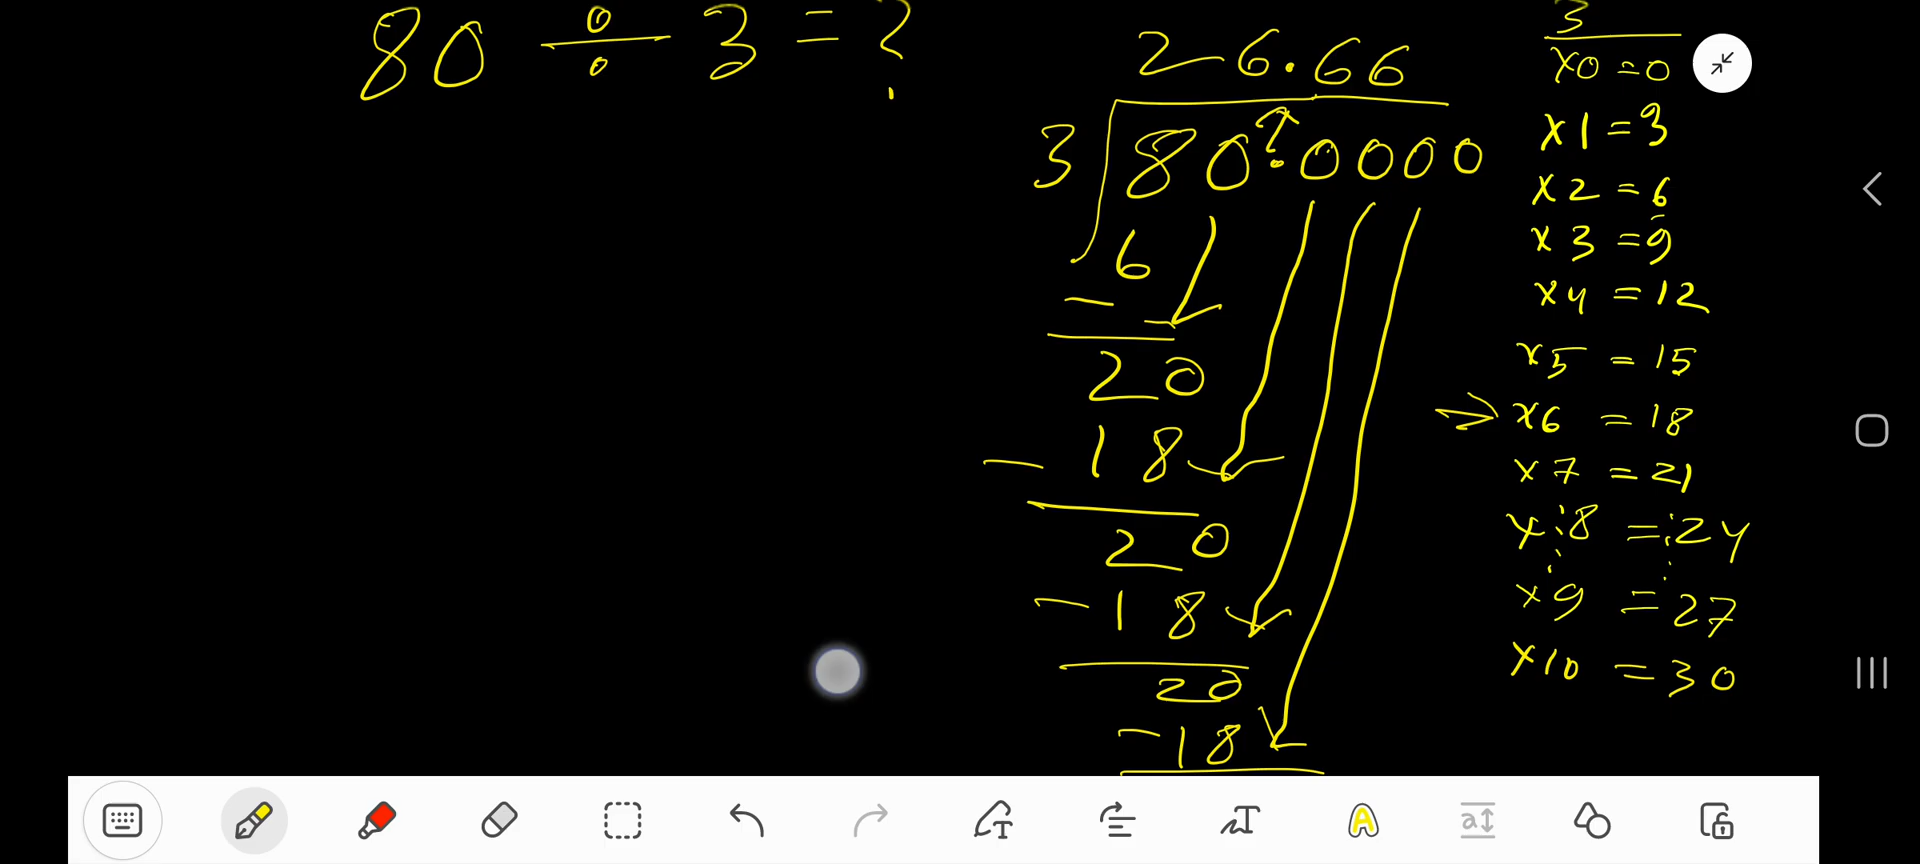 80 ÷ 3 = ?
26.66
3 80.0000
6
-
20
- 18
20
- 18
20
- 18
3
x0 = 0
x1 = 3
x2 = 6
x3 = 9
x4 = 12
x5 = 15
⇒ x6 = 18
x7 = 21
x8 = 24
x9 = 27
x10 = 30
T
T
A
a